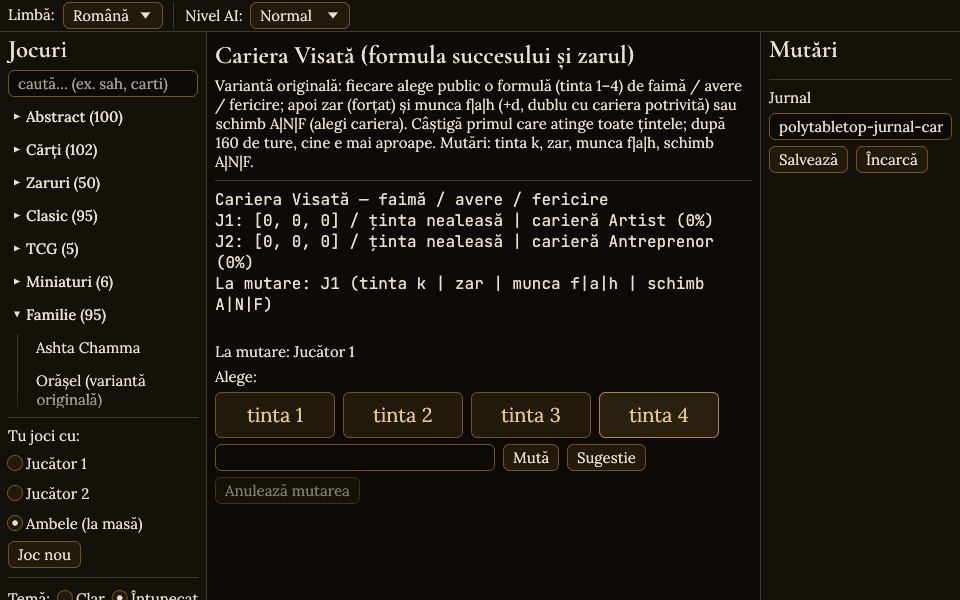 Limbă:
Română
Nivel AI:
Normal
Jocuri
caută... (ex. sah, carti)
Abstract (100)
Cărți (102)
Zaruri (50)
Clasic (95)
TCG (5)
Miniaturi (6)
Familie (95)
Ashta Chamma
Orășel (variantă
originală)
Tu joci cu:
Jucător 1
Jucător 2
Ambele (la masă)
Joc nou
Temă:
Clar
Întunecat
Cariera Visată (formula succesului și zarul)
Variantă originală: fiecare alege public o formulă (tinta 1–4) de faimă / avere
/ fericire; apoi zar (forțat) și munca f|a|h (+d, dublu cu cariera potrivită) sau
schimb A|N|F (alegi cariera). Câștigă primul care atinge toate țintele; după
160 de ture, cine e mai aproape. Mutări: tinta k, zar, munca f|a|h, schimb
A|N|F.
Cariera Visată — faimă / avere / fericire
J1: [0, 0, 0] / ținta nealeasă | carieră Artist (0%)
J2: [0, 0, 0] / ținta nealeasă | carieră Antreprenor
(0%)
La mutare: J1 (tinta k | zar | munca f|a|h | schimb
A|N|F)
La mutare: Jucător 1
Alege:
tinta 1
tinta 2
tinta 3
tinta 4
Mută
Sugestie
Anulează mutarea
Mutări
Jurnal
polytabletop-jurnal-car
Salvează
Încarcă